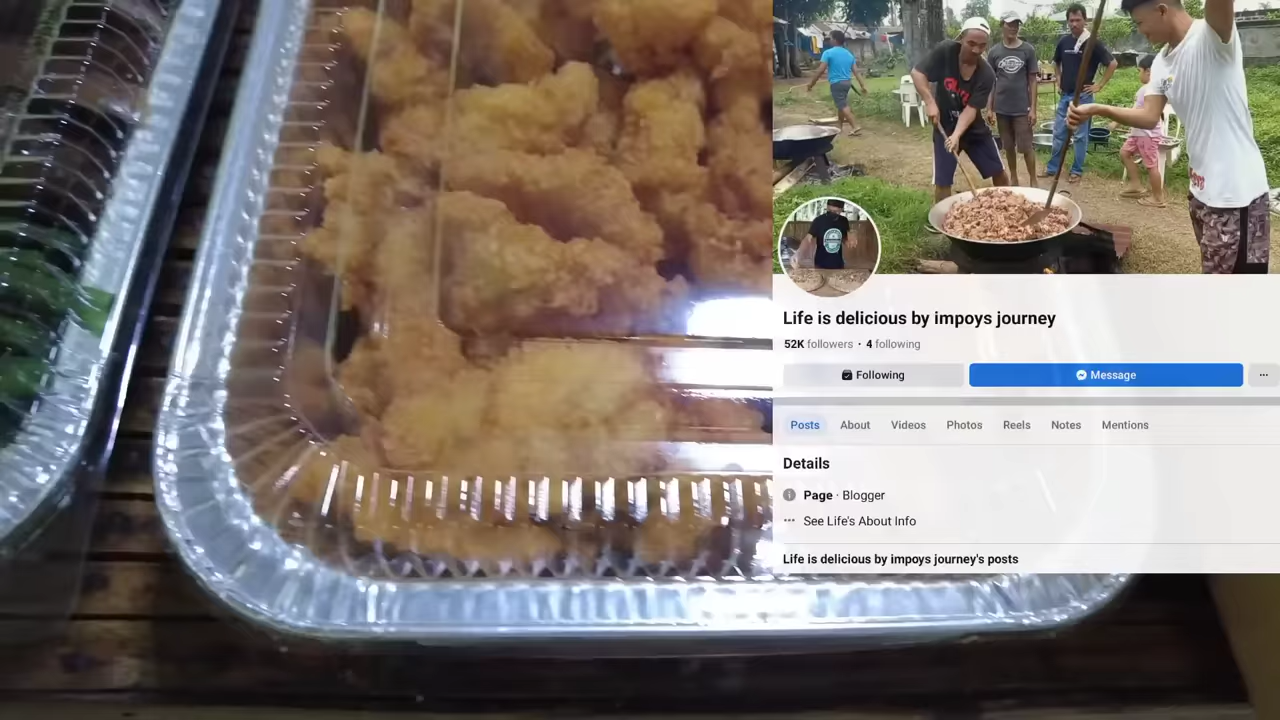 Life is delicious by impoys journey
52K followers · 4 following
Following
Message
Posts About Videos Photos Reels Notes Mentions
Details
Page · Blogger
See Life's About Info
Life is delicious by impoys journey's posts